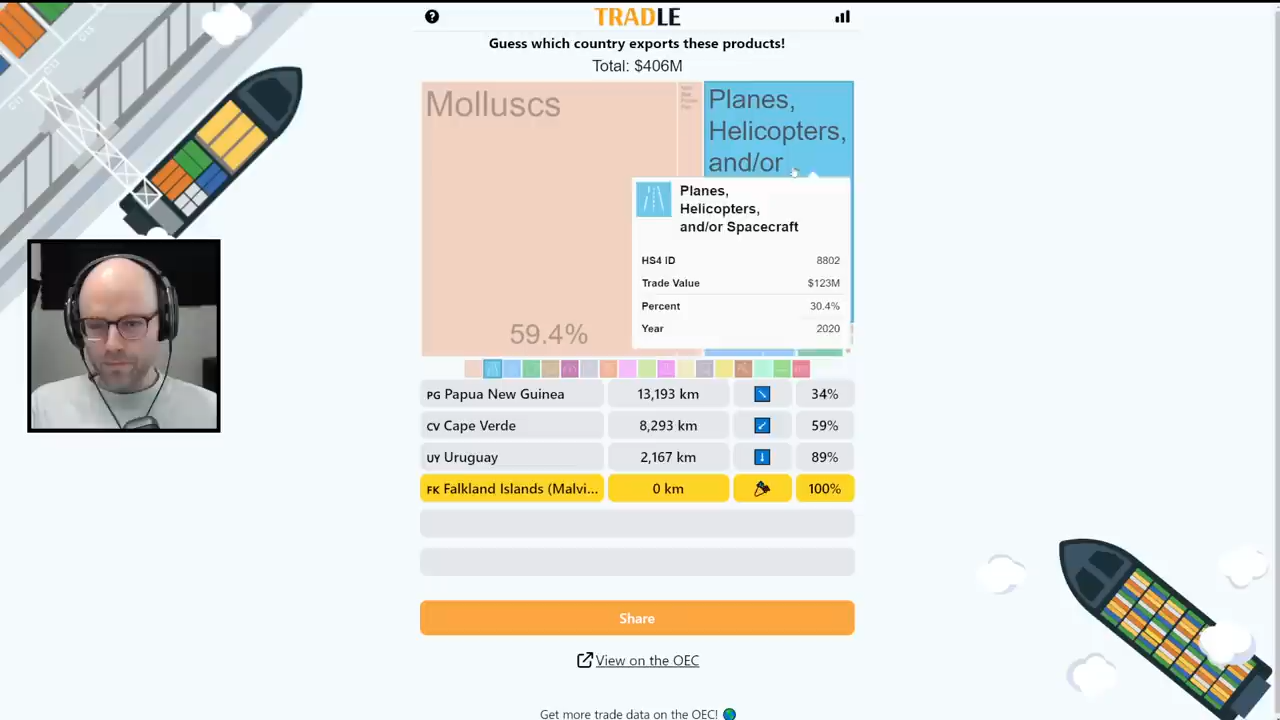 ?
TRADLE
Guess which country exports these products!
Total: $406M
Molluscs
59.4%
Planes,
Helicopters,
and/or
Planes,
Helicopters,
and/or Spacecraft
HS4 ID 8802
Trade Value $123M
Percent 30.4%
Year 2020
PG Papua New Guinea 13,193 km 34%
CV Cape Verde 8,293 km 59%
UY Uruguay 2,167 km 89%
FK Falkland Islands (Malvi... 0 km 100%
Share
View on the OEC
Get more trade data on the OEC!